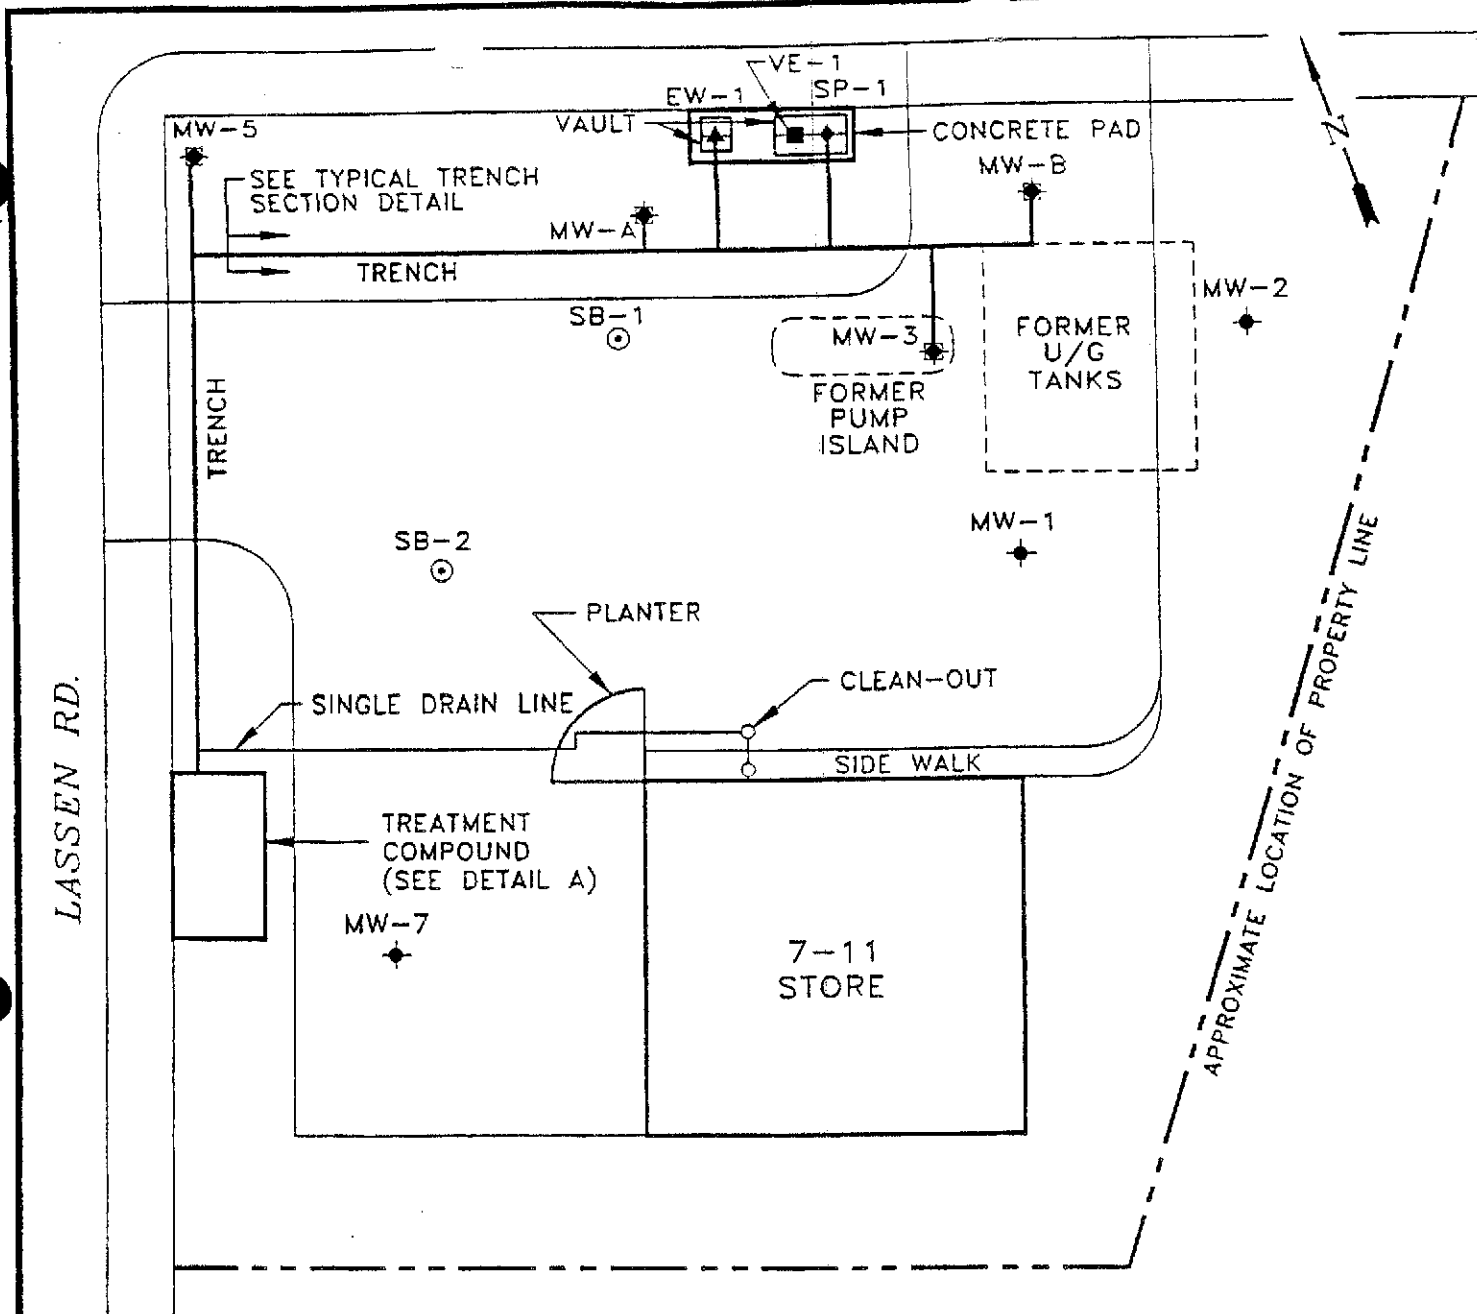 VE-1
SP-1
EW-1
VAULT
CONCRETE PAD
MW-5
MW-B
SEE TYPICAL TRENCH
SECTION DETAIL
MW-A
TRENCH
N
MW-2
SB-1
MW-3
FORMER
U/G
TANKS
FORMER
PUMP
ISLAND
TRENCH
MW-1
SB-2
PLANTER
CLEAN-OUT
SINGLE DRAIN LINE
SIDE WALK
LASSEN RD.
TREATMENT
COMPOUND
(SEE DETAIL A)
MW-7
7-11
STORE
APPROXIMATE LOCATION OF PROPERTY LINE